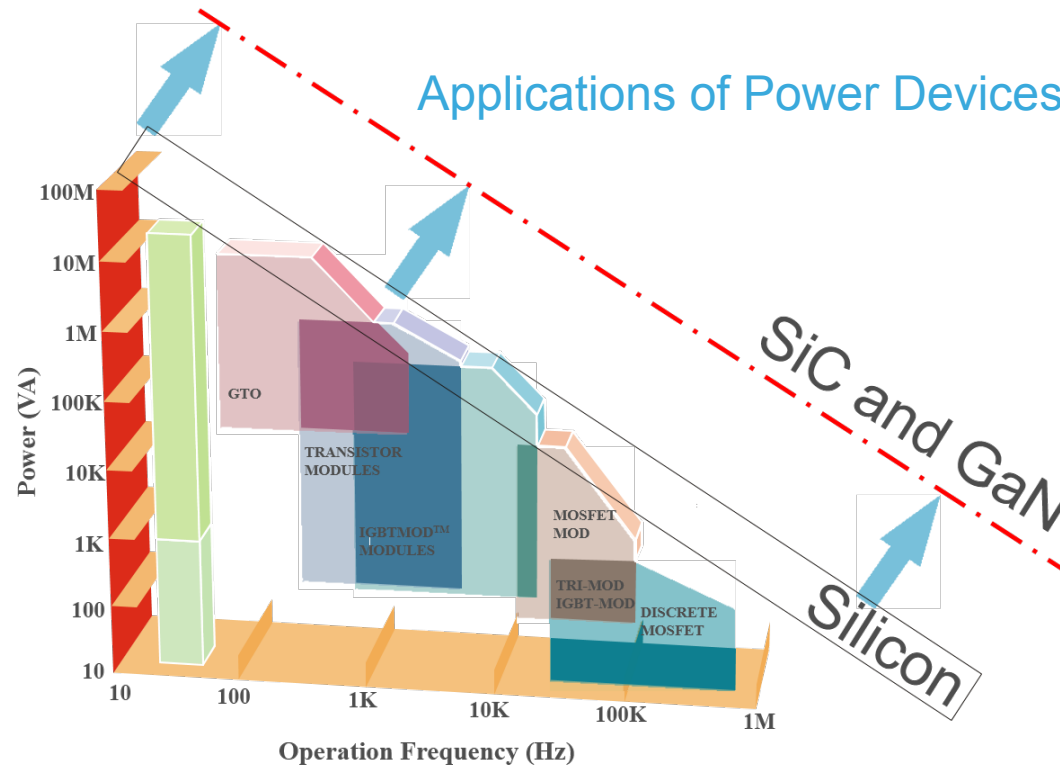 Applications of Power Devices
100M
10M
1M
100K
10K
1K
100
10
Power (VA)
GTO
TRANSISTOR
MODULES
IGBTMOD™
MODULES
MOSFET
MOD
TRI-MOD
IGBT-MOD
DISCRETE
MOSFET
SiC and GaN
Silicon
10
100
1K
10K
100K
1M
Operation Frequency (Hz)